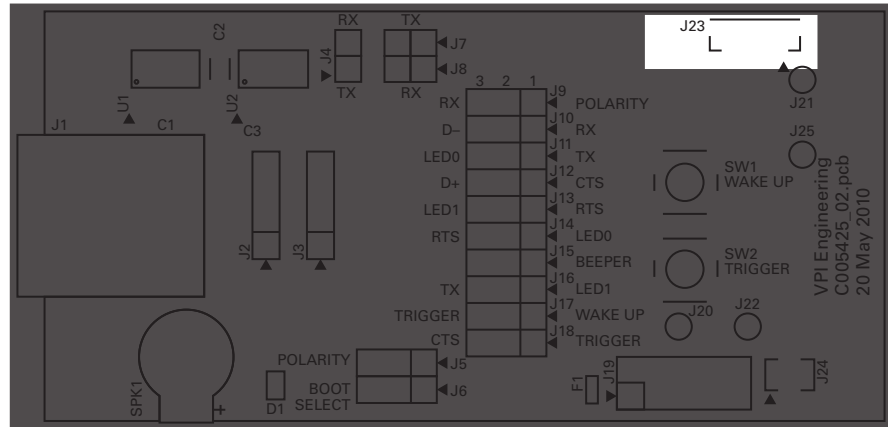 RX TX
J23
C2
J4
J7
J8
TX RX
U1
U2
C3
J21
3 2 1
J9
RX POLARITY
J10
D– RX
J11
LED0 TX
J12
D+ CTS
J13
LED1 RTS
J14
RTS LED0
J15
BEEPER
J16
TX LED1
J17
TRIGGER WAKE UP
J18
CTS TRIGGER
J1
C1
J2
J3
J25
SW1
WAKE UP
SW2
TRIGGER
VPI Engineering
C005425_02.pcb
20 May 2010
J20
J22
POLARITY J5
BOOT
SELECT
J6
SPK1
+
D1
F1
J19
J24